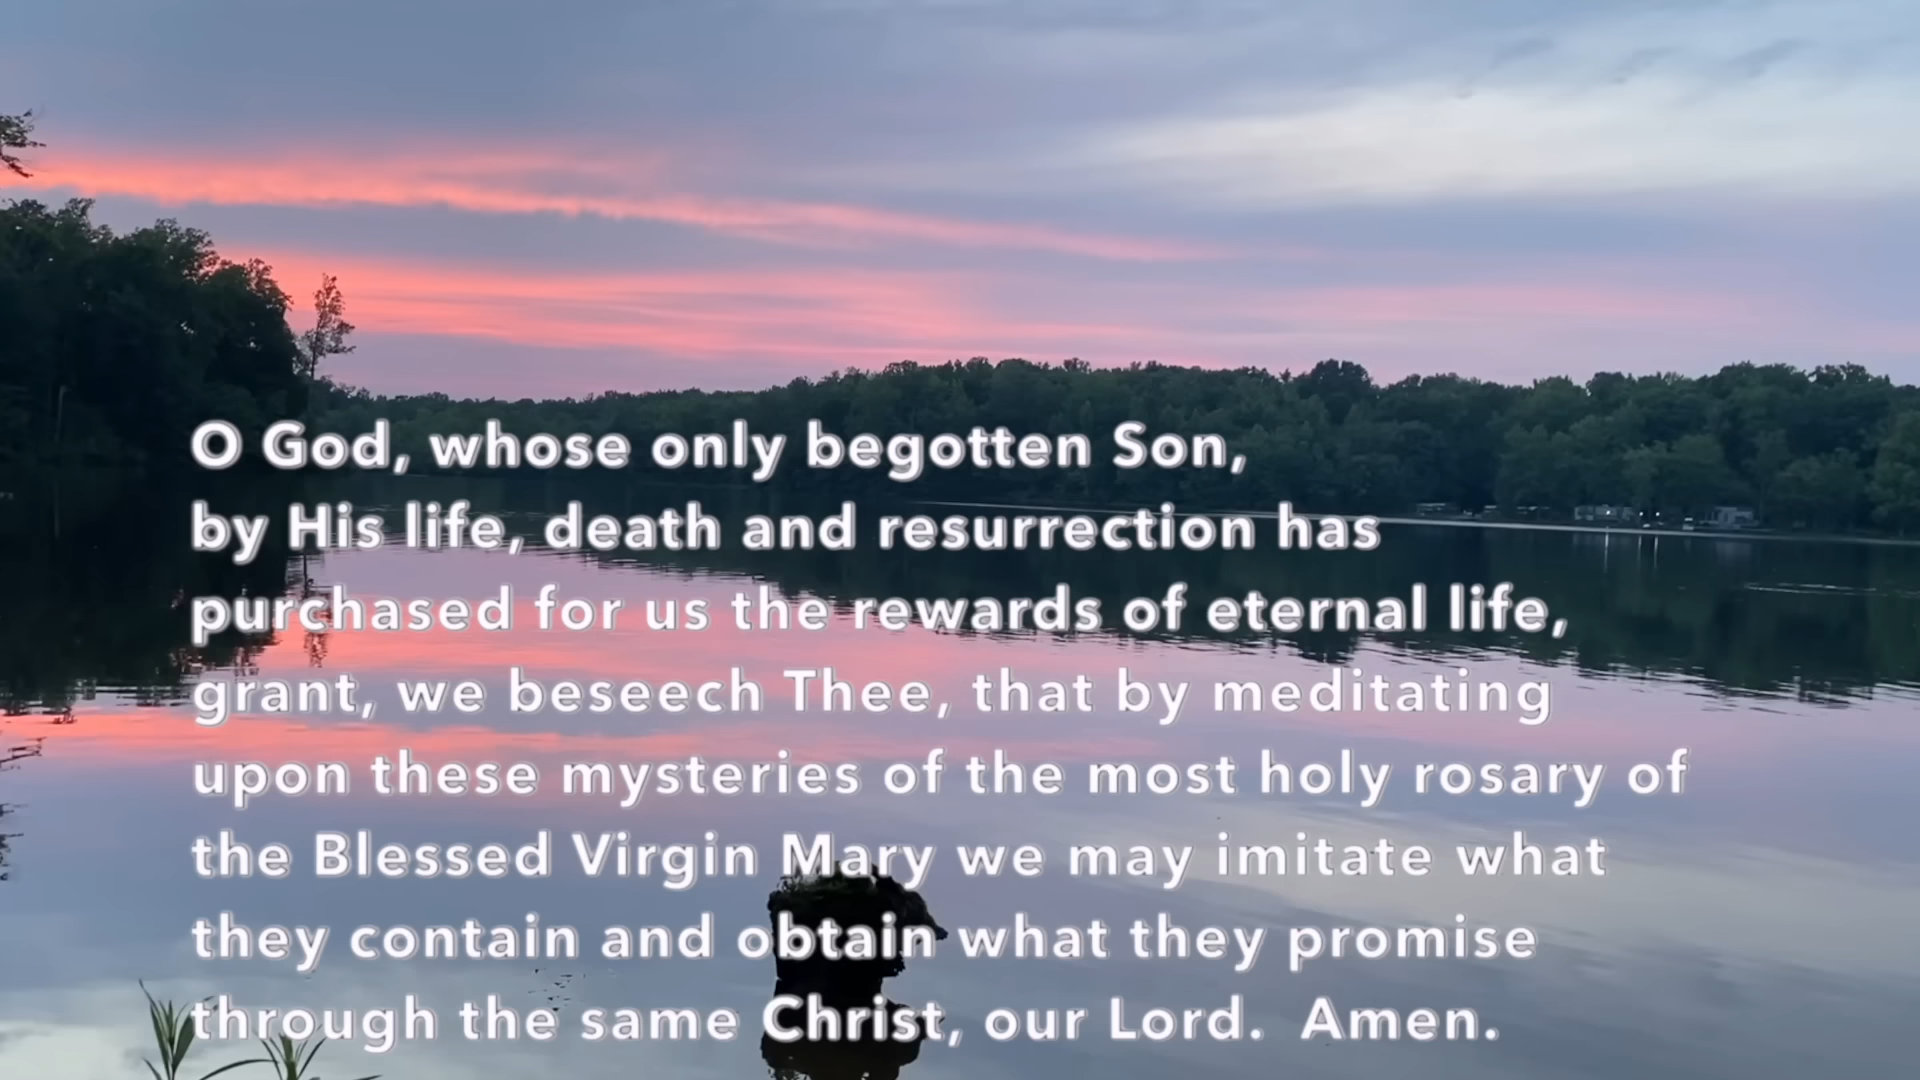 O God, whose only begotten Son,
by His life, death and resurrection has
purchased for us the rewards of eternal life,
grant, we beseech Thee, that by meditating
upon these mysteries of the most holy rosary of
the Blessed Virgin Mary we may imitate what
they contain and obtain what they promise
through the same Christ, our Lord.  Amen.